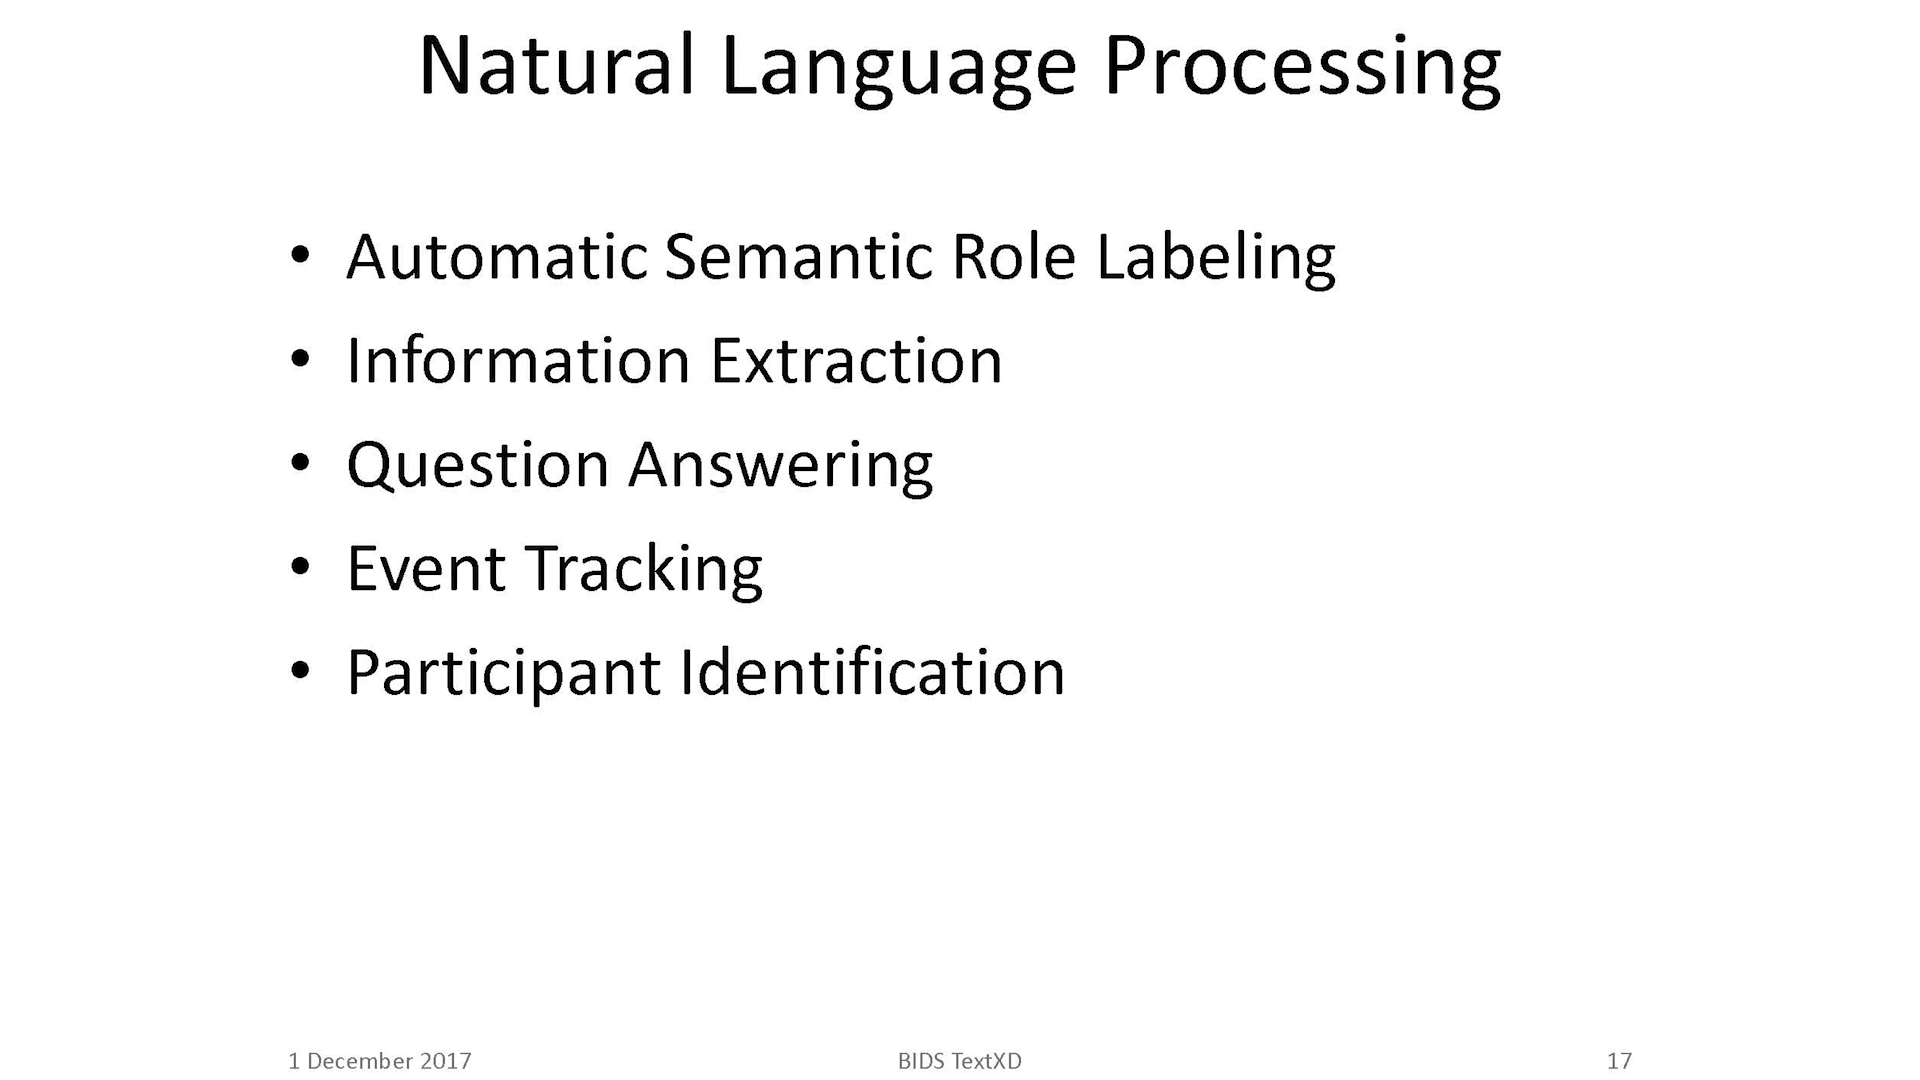 Natural Language Processing
• Automatic Semantic Role Labeling
• Information Extraction
• Question Answering
• Event Tracking
• Participant Identification
1 December 2017
BIDS TextXD
17